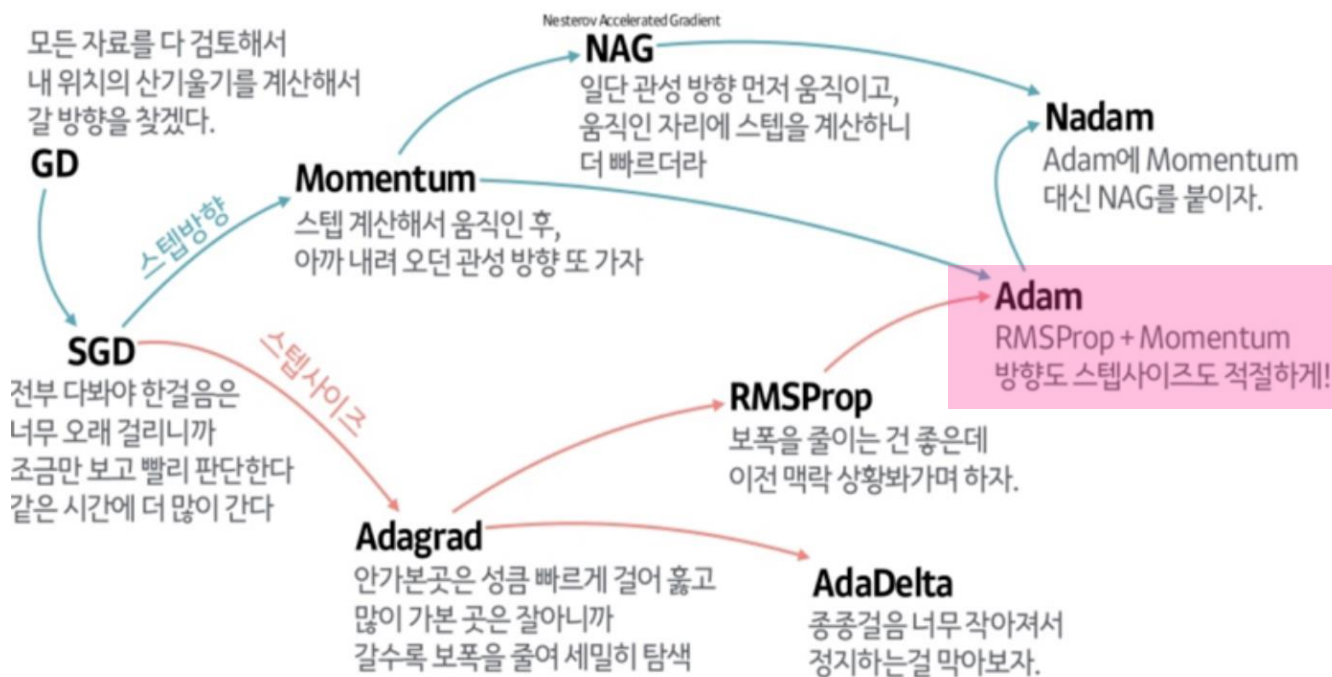 모든 자료를 다 검토해서
내 위치의 산기울기를 계산해서
갈 방향을 찾겠다.
GD
스텝방향
Momentum
스텝 계산해서 움직인 후,
아까 내려 오던 관성 방향 또 가자
Nesterov Accelerated Gradient
NAG
일단 관성 방향 먼저 움직이고,
움직인 자리에 스텝을 계산하니
더 빠르더라
Nadam
Adam에 Momentum
대신 NAG를 붙이자.
Adam
RMSProp + Momentum
방향도 스텝사이즈도 적절하게!
SGD
전부 다봐야 한걸음은
너무 오래 걸리니까
조금만 보고 빨리 판단한다
같은 시간에 더 많이 간다
스텝사이즈
RMSProp
보폭을 줄이는 건 좋은데
이전 맥락 상황봐가며 하자.
Adagrad
안가본곳은 성큼 빠르게 걸어 훑고
많이 가본 곳은 잘아니까
갈수록 보폭을 줄여 세밀히 탐색
AdaDelta
종종걸음 너무 작아져서
정지하는걸 막아보자.